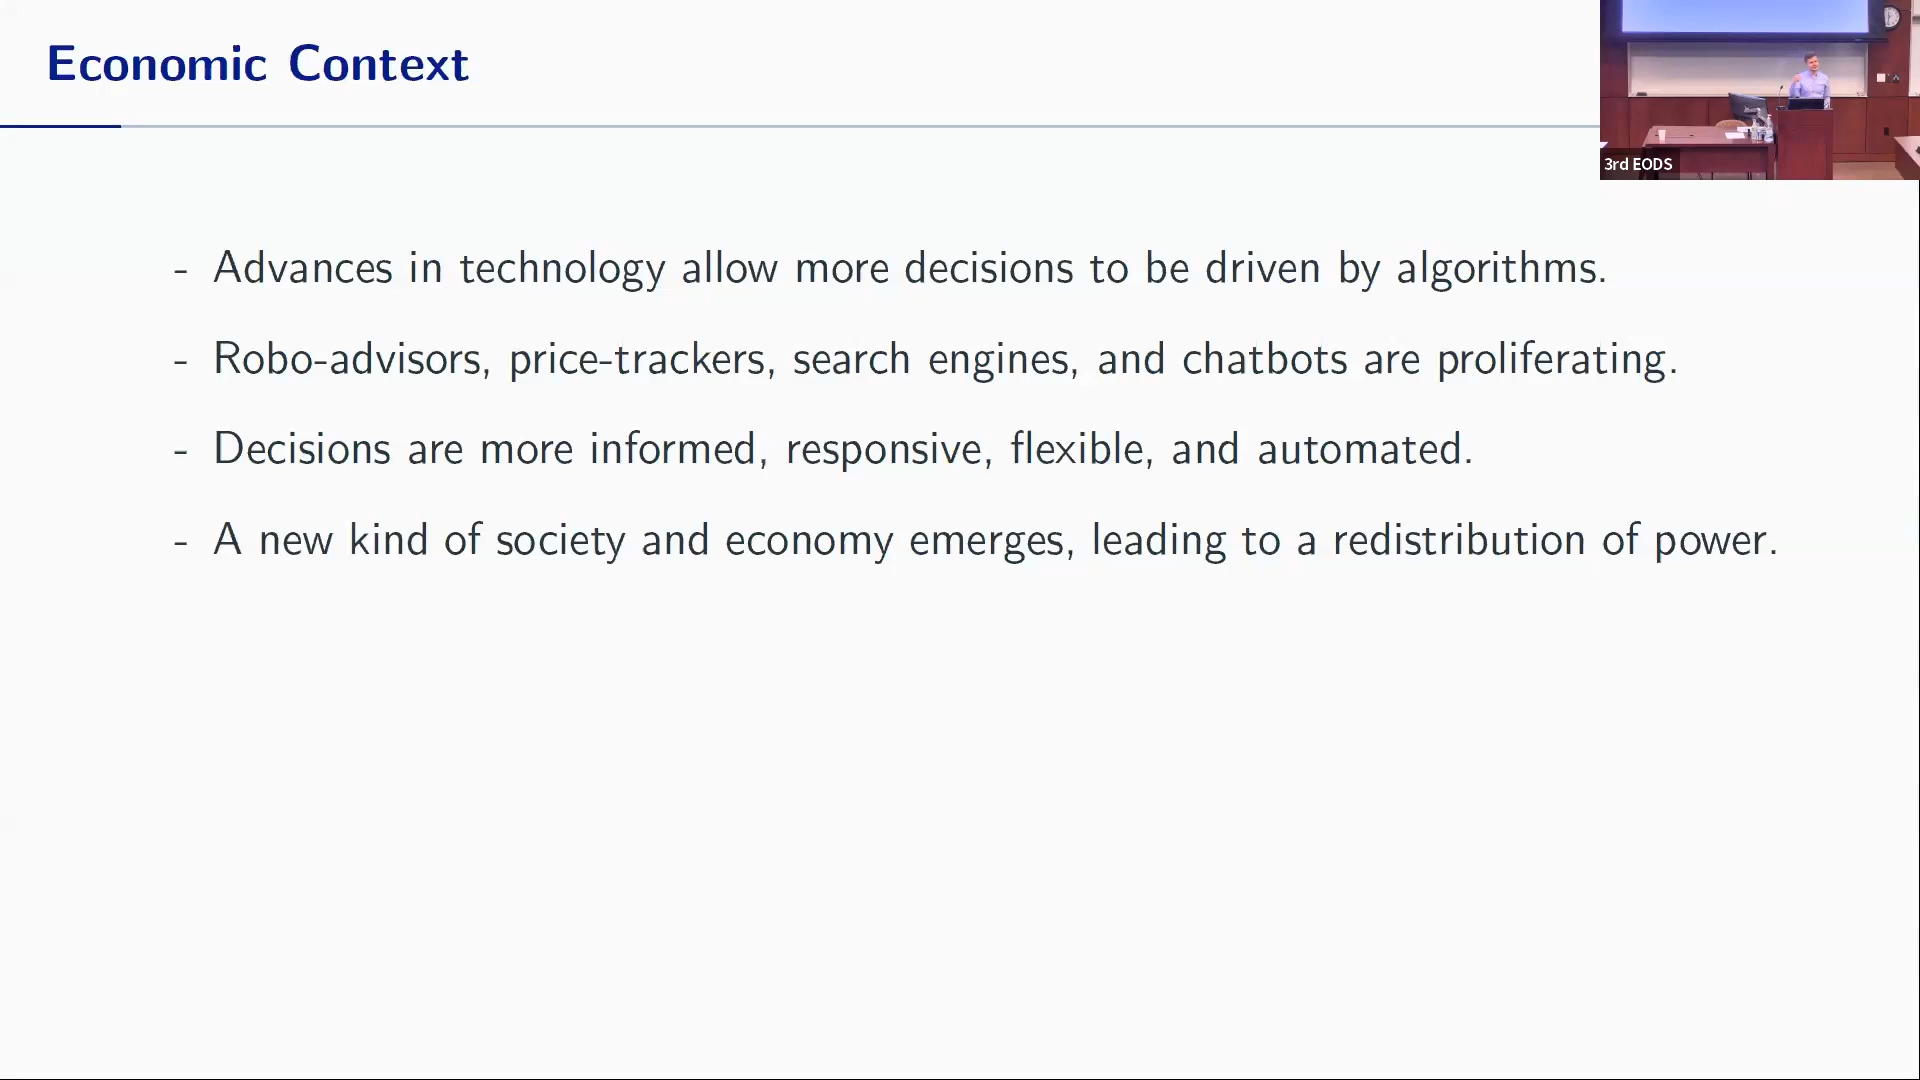 Economic Context
3rd EODS
- Advances in technology allow more decisions to be driven by algorithms.
- Robo-advisors, price-trackers, search engines, and chatbots are proliferating.
- Decisions are more informed, responsive, flexible, and automated.
- A new kind of society and economy emerges, leading to a redistribution of power.